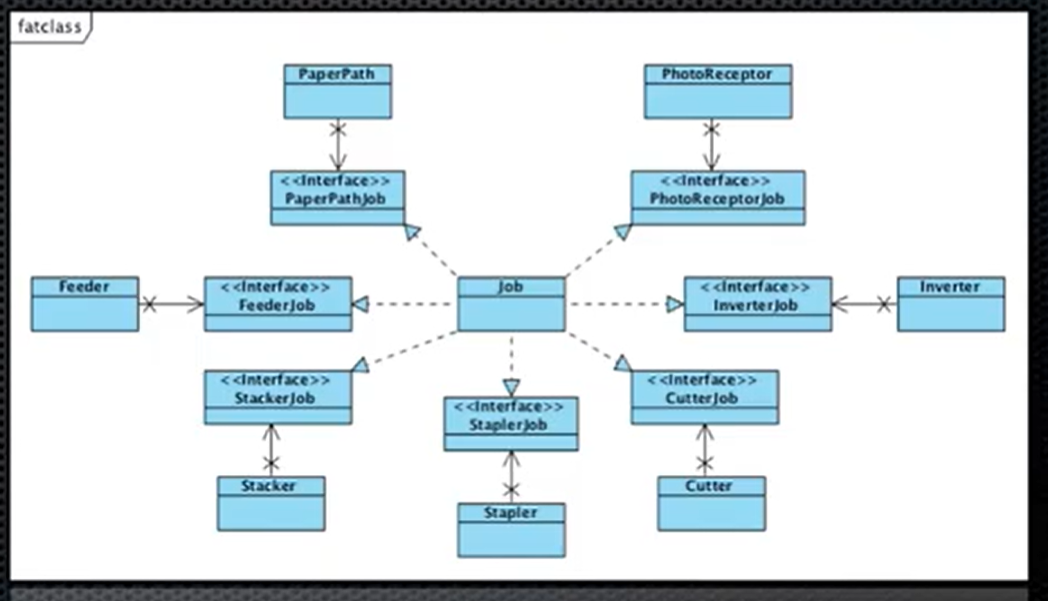 fatclass
PaperPath
PhotoReceptor
<<Interface>>
PaperPathJob
<<Interface>>
PhotoReceptorJob
Feeder
<<Interface>>
FeederJob
Job
<<Interface>>
InverterJob
Inverter
<<Interface>>
StackerJob
<<Interface>>
StaplerJob
<<Interface>>
CutterJob
Stacker
Stapler
Cutter